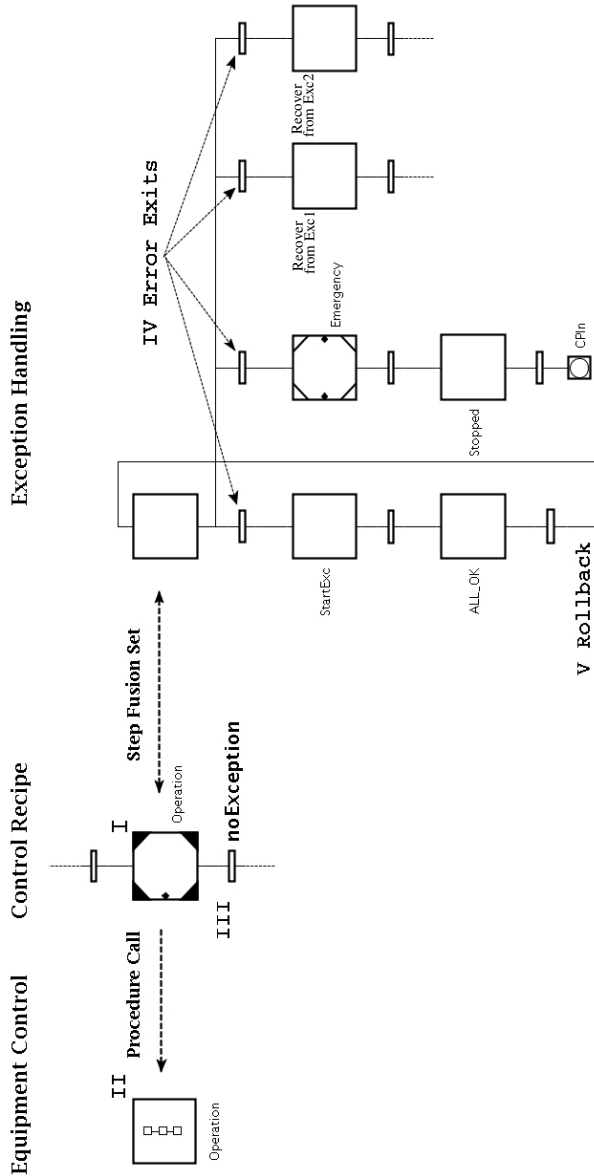 Equipment Control
Control Recipe
Exception Handling
II
Procedure Call
I
Step Fusion Set
IV Error Exits
Operation
Operation
III
noException
StartExc
Emergency
Recover
from Exc1
Recover
from Exc2
ALL_OK
Stopped
V Rollback
CPIn